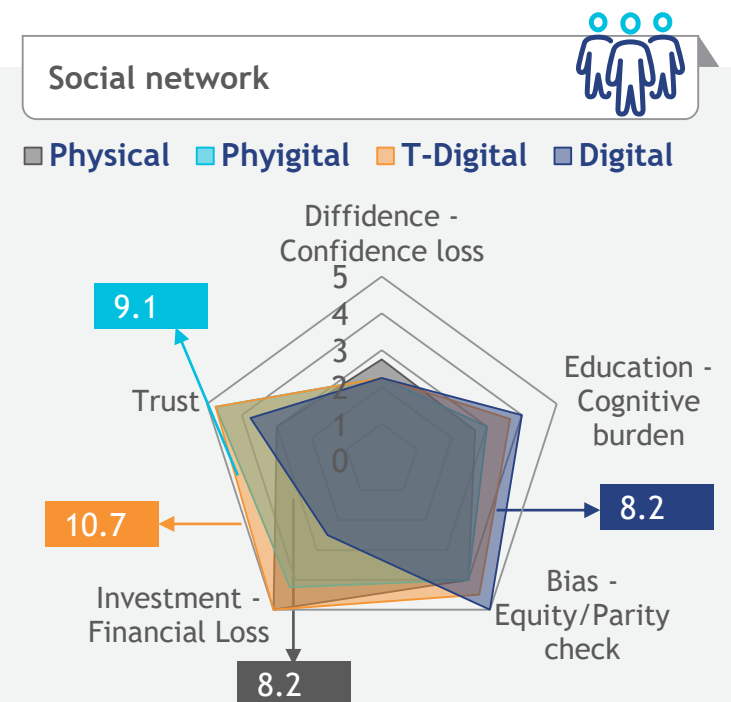 Social network
Physical
Phyigital
T-Digital
Digital
Diffidence -
Confidence loss
5
4
3
2
1
0
9.1
Trust
Education -
Cognitive
burden
8.2
10.7
Bias -
Equity/Parity
check
Investment -
Financial Loss
8.2